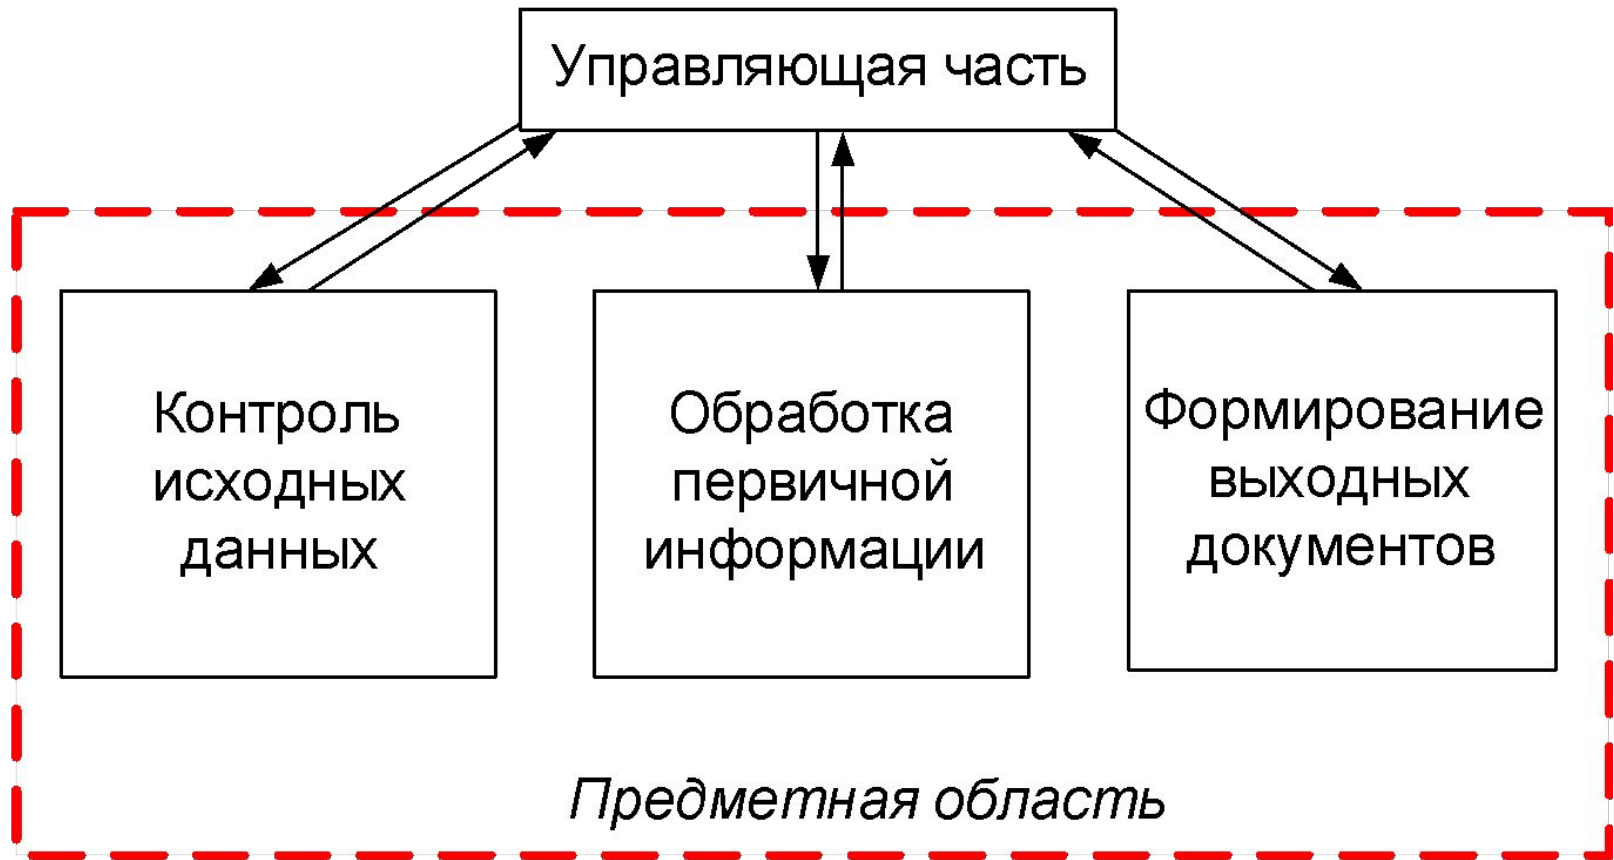 Управляющая часть
Контроль
исходных
данных
Обработка
первичной
информации
Формирование
выходных
документов
Предметная область